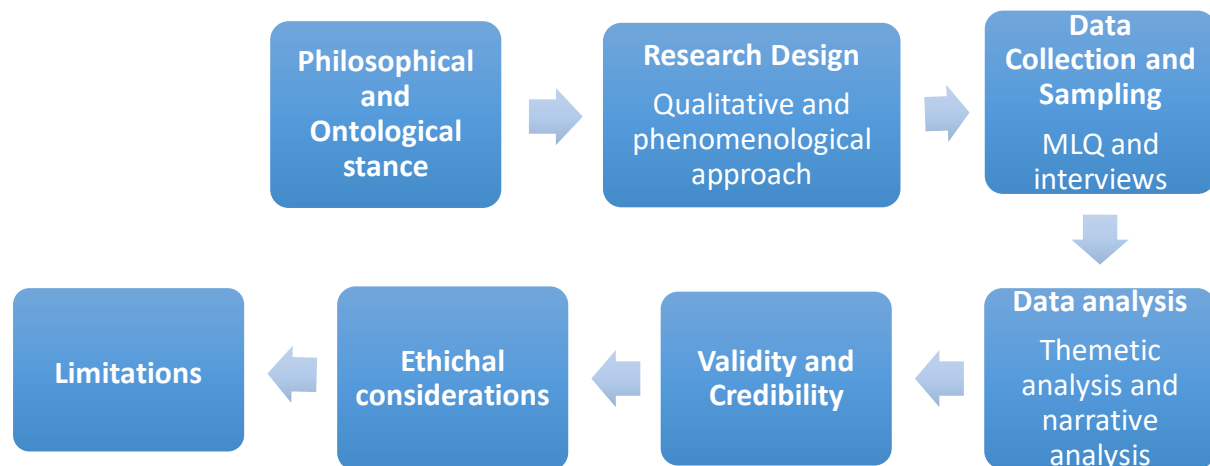 Philosophical
and
Ontological
stance
Research Design
Qualitative and
phenomenological
approach
Data
Collection and
Sampling
MLQ and
interviews
Data analysis
Themetic
analysis and
narrative
analysis
Validity and
Credibility
Ethichal
considerations
Limitations